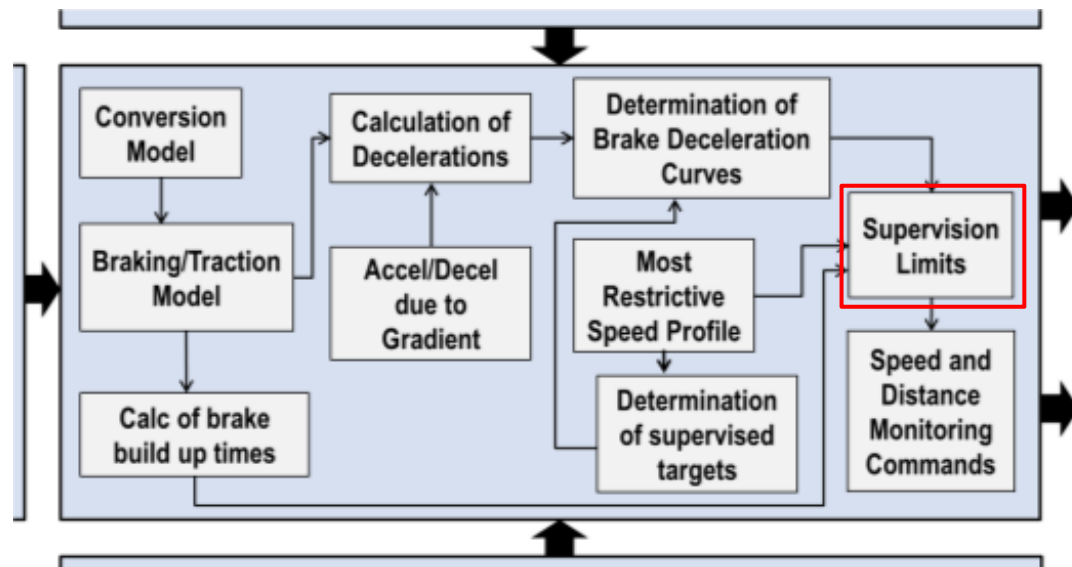 Conversion
Model
Braking/Traction
Model
Calc of brake
build up times
Calculation of
Decelerations
Accel/Decel
due to
Gradient
Determination of
Brake Deceleration
Curves
Most
Restrictive
Speed Profile
Determination
of supervised
targets
Supervision
Limits
Speed and
Distance
Monitoring
Commands